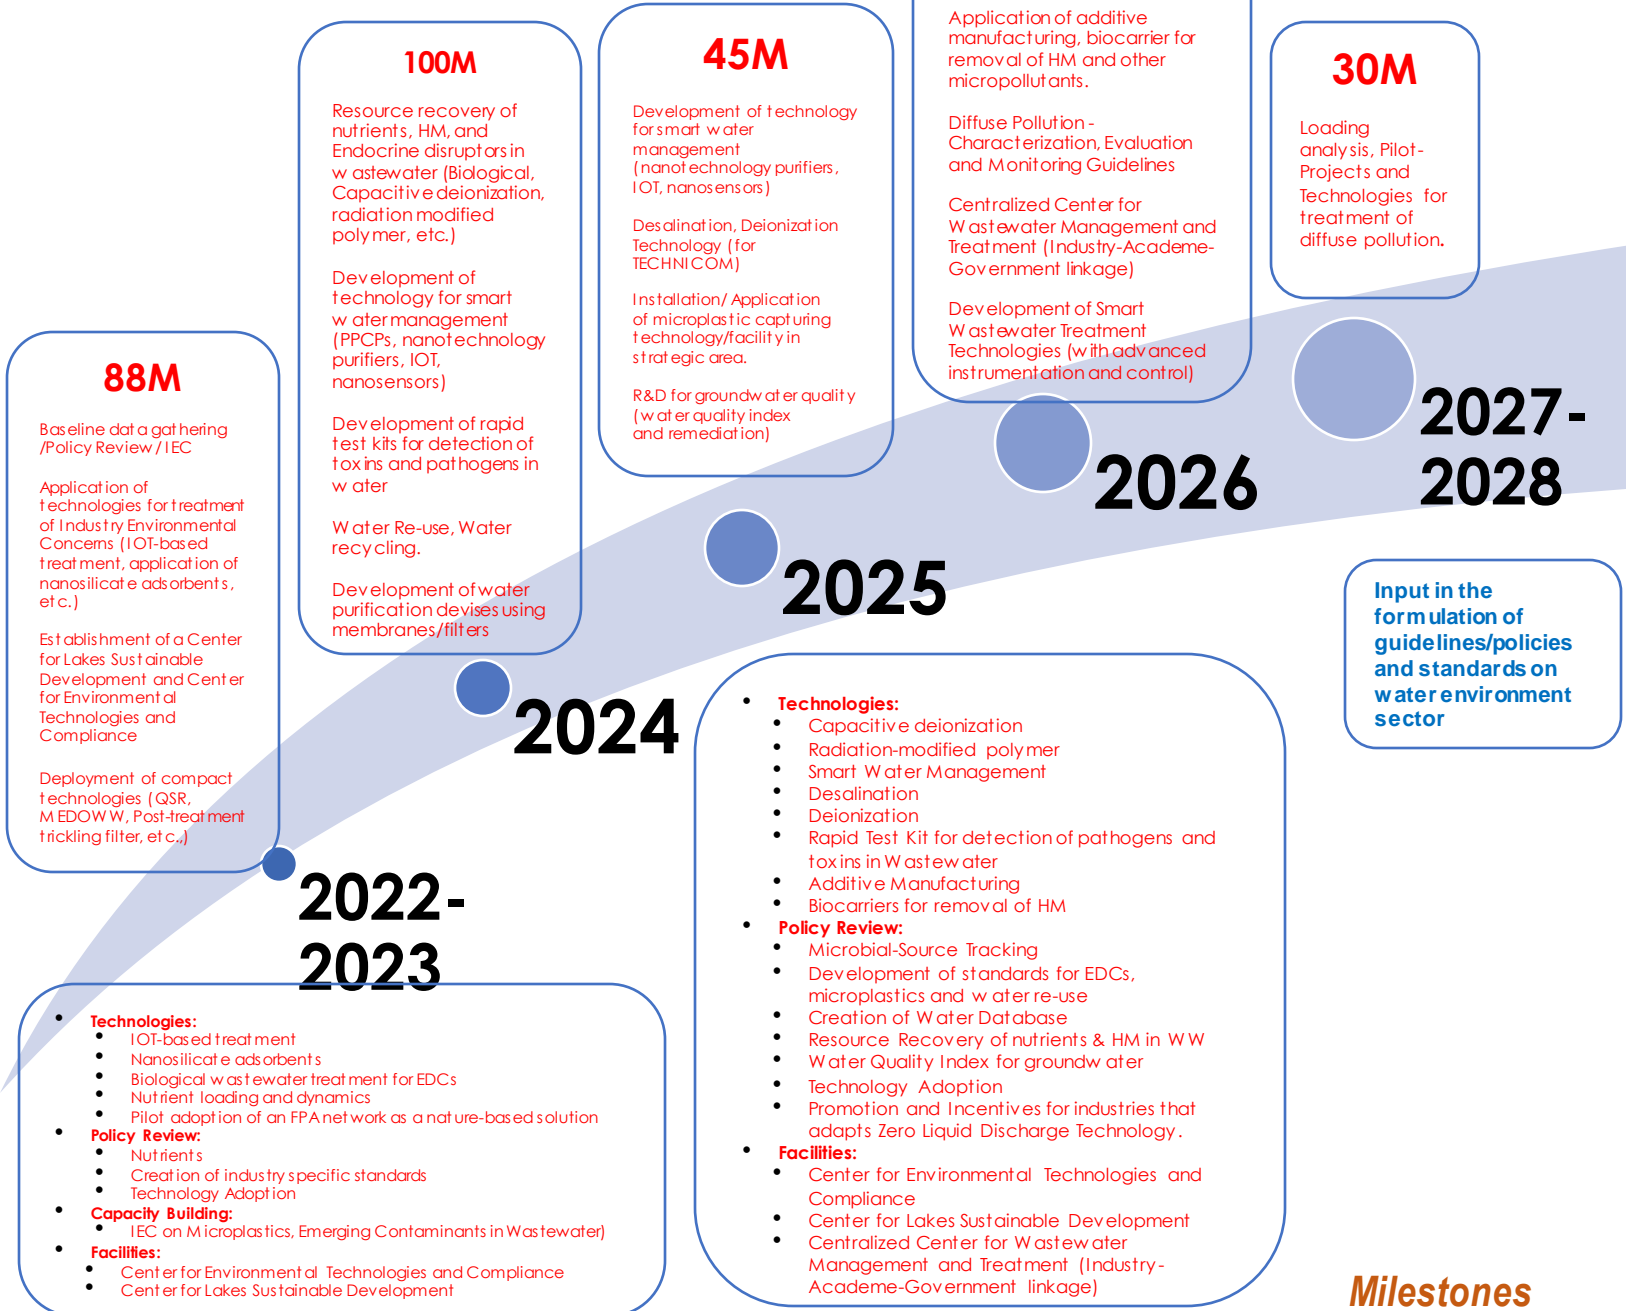 88M
Baseline data gathering
/Policy Review / IEC
Application of
technologies for treatment
of Industry Environmental
Concerns (IOT-based
treatment, application of
nanosilicate adsorbents,
etc.)
Establishment of a Center
for Lakes Sustainable
Development and Center
for Environmental
Technologies and
Compliance
Deployment of compact
technologies (QSR,
MEDOWW, Post-treatment
trickling filter, etc.,)
100M
Resource recovery of
nutrients, HM, and
Endocrine disruptors in
wastewater (Biological,
Capacitive deionization,
radiation modified
polymer, etc.)
Development of
technology for smart
water management
(PPCPs, nanotechnology
purifiers, IOT,
nanosensors)
Development of rapid
test kits for detection of
toxins and pathogens in
water
Water Re-use, Water
recycling.
Development of water
purification devises using
membranes/filters
45M
Development of technology
for smart water
management
(nanotechnology purifiers,
IOT, nanosensors)
Desalination, Deionization
Technology (for
TECHNICOM)
Installation/ Application
of microplastic capturing
technology/facility in
strategic area.
R&D for groundwater quality
(water quality index
and remediation)
Application of additive
manufacturing, biocarrier for
removal of HM and other
micropollutants.
Diffuse Pollution -
Characterization, Evaluation
and Monitoring Guidelines
Centralized Center for
Wastewater Management and
Treatment (Industry-Academe-
Government linkage)
Development of Smart
Wastewater Treatment
Technologies (with advanced
instrumentation and control)
30M
Loading
analysis, Pilot-
Projects and
Technologies for
treatment of
diffuse pollution.
2022-
2023
2024
2025
2026
2027-
2028
Input in the
formulation of
guidelines/policies
and standards on
water environment
sector
• Technologies:
• IOT-based treatment
• Nanosilicate adsorbents
• Biological wastewater treatment for EDCs
• Nutrient loading and dynamics
• Pilot adoption of an FPA network as a nature-based solution
• Policy Review:
• Nutrients
• Creation of industry specific standards
• Technology Adoption
• Capacity Building:
• IEC on Microplastics, Emerging Contaminants in Wastewater)
• Facilities:
• Center for Environmental Technologies and Compliance
• Center for Lakes Sustainable Development
• Technologies:
• Capacitive deionization
• Radiation-modified polymer
• Smart Water Management
• Desalination
• Deionization
• Rapid Test Kit for detection of pathogens and
toxins in Wastewater
• Additive Manufacturing
• Biocarriers for removal of HM
• Policy Review:
• Microbial-Source Tracking
• Development of standards for EDCs,
microplastics and water re-use
• Creation of Water Database
• Resource Recovery of nutrients & HM in WW
• Water Quality Index for groundwater
• Technology Adoption
• Promotion and Incentives for industries that
adapts Zero Liquid Discharge Technology.
• Facilities:
• Center for Environmental Technologies and
Compliance
• Center for Lakes Sustainable Development
• Centralized Center for Wastewater
Management and Treatment (Industry-
Academe-Government linkage)
Milestones